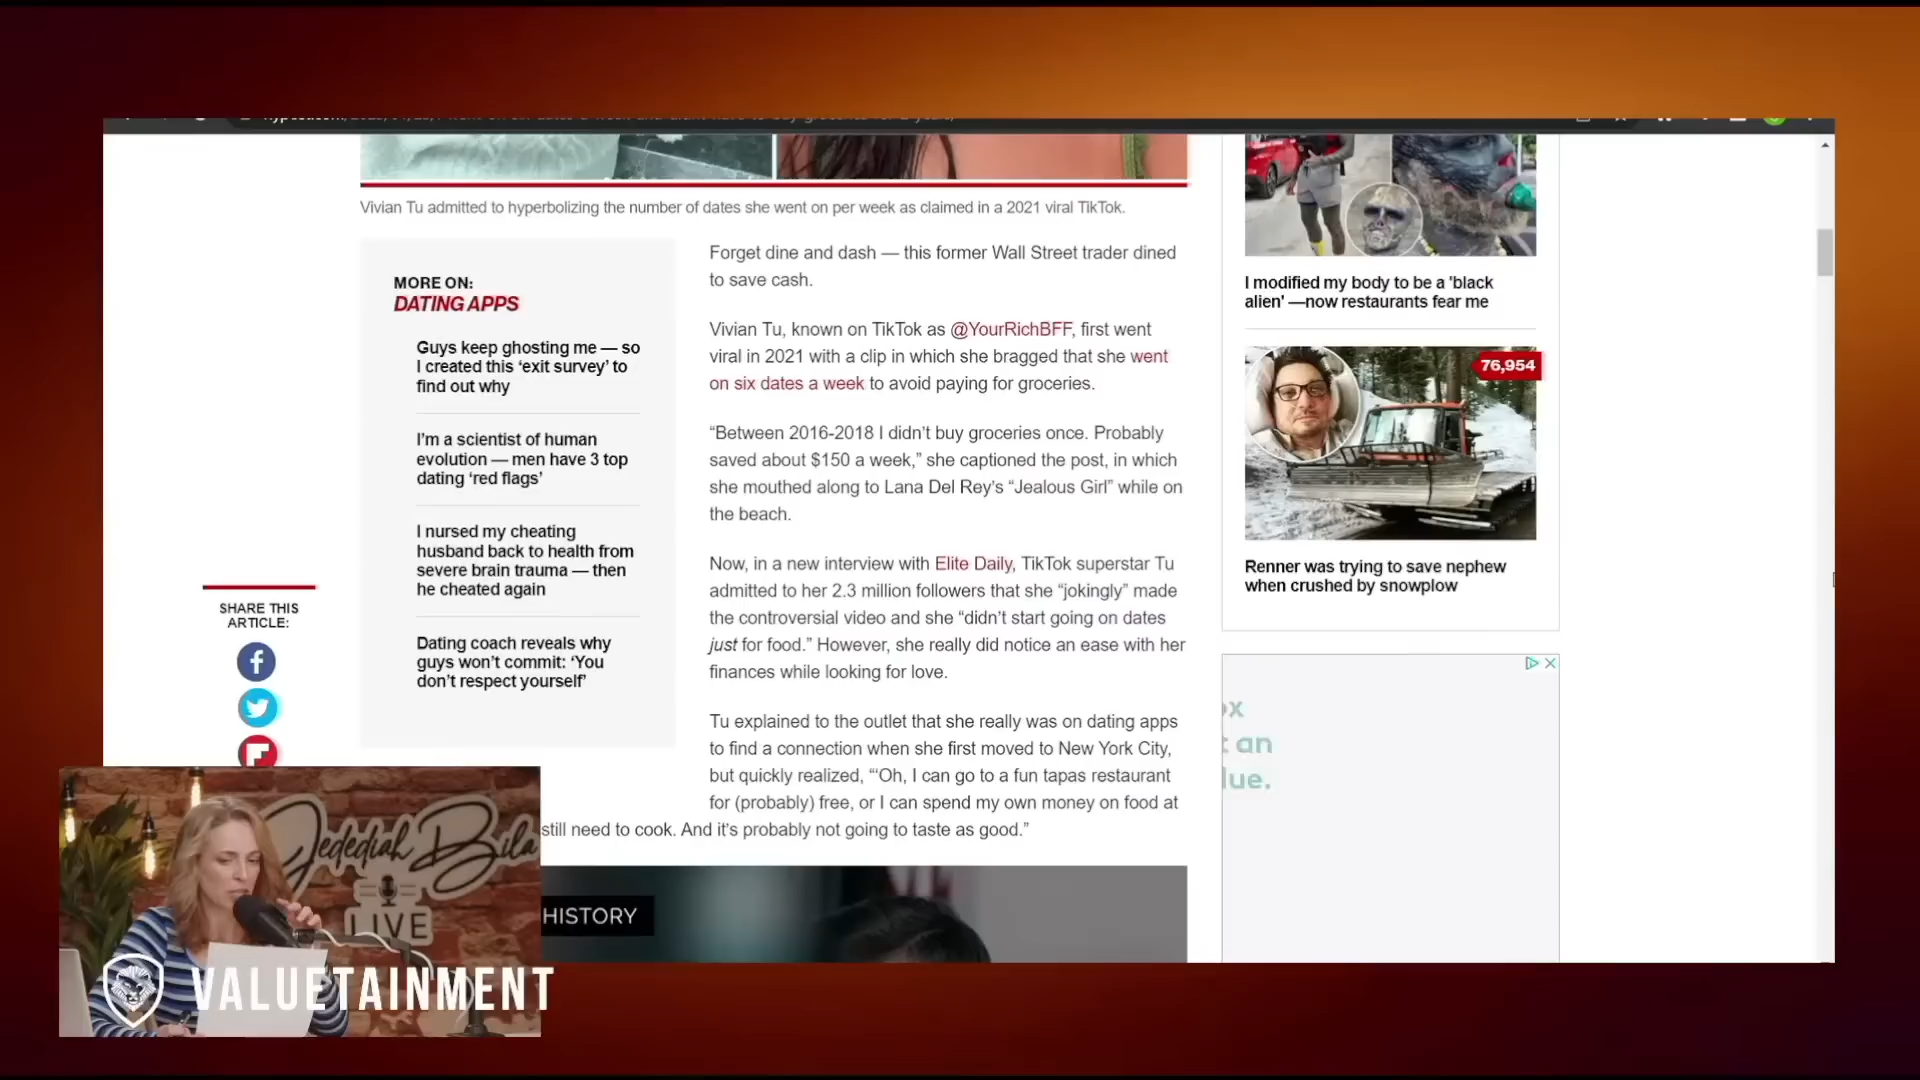 Vivian Tu admitted to hyperbolizing the number of dates she went on per week as claimed in a 2021 viral TikTok.
MORE ON:
DATING APPS
Guys keep ghosting me — so
I created this ‘exit survey’ to
find out why
I’m a scientist of human
evolution — men have 3 top
dating ‘red flags’
I nursed my cheating
husband back to health from
severe brain trauma — then
he cheated again
Dating coach reveals why
guys won’t commit: ‘You
don’t respect yourself’
SHARE THIS
ARTICLE:
Forget dine and dash — this former Wall Street trader dined
to save cash.
Vivian Tu, known on TikTok as @YourRichBFF, first went
viral in 2021 with a clip in which she bragged that she went
on six dates a week to avoid paying for groceries.
“Between 2016-2018 I didn’t buy groceries once. Probably
saved about $150 a week,” she captioned the post, in which
she mouthed along to Lana Del Rey’s “Jealous Girl” while on
the beach.
Now, in a new interview with Elite Daily, TikTok superstar Tu
admitted to her 2.3 million followers that she “jokingly” made
the controversial video and she “didn’t start going on dates
just for food.” However, she really did notice an ease with her
finances while looking for love.
Tu explained to the outlet that she really was on dating apps
to find a connection when she first moved to New York City,
but quickly realized, “‘Oh, I can go to a fun tapas restaurant
for (probably) free, or I can spend my own money on food at
still need to cook. And it’s probably not going to taste as good.”
HISTORY
I modified my body to be a 'black
alien' —now restaurants fear me
76,954
Renner was trying to save nephew
when crushed by snowplow
an
lue.
Jedediah Bila
LIVE
VALUETAINMENT